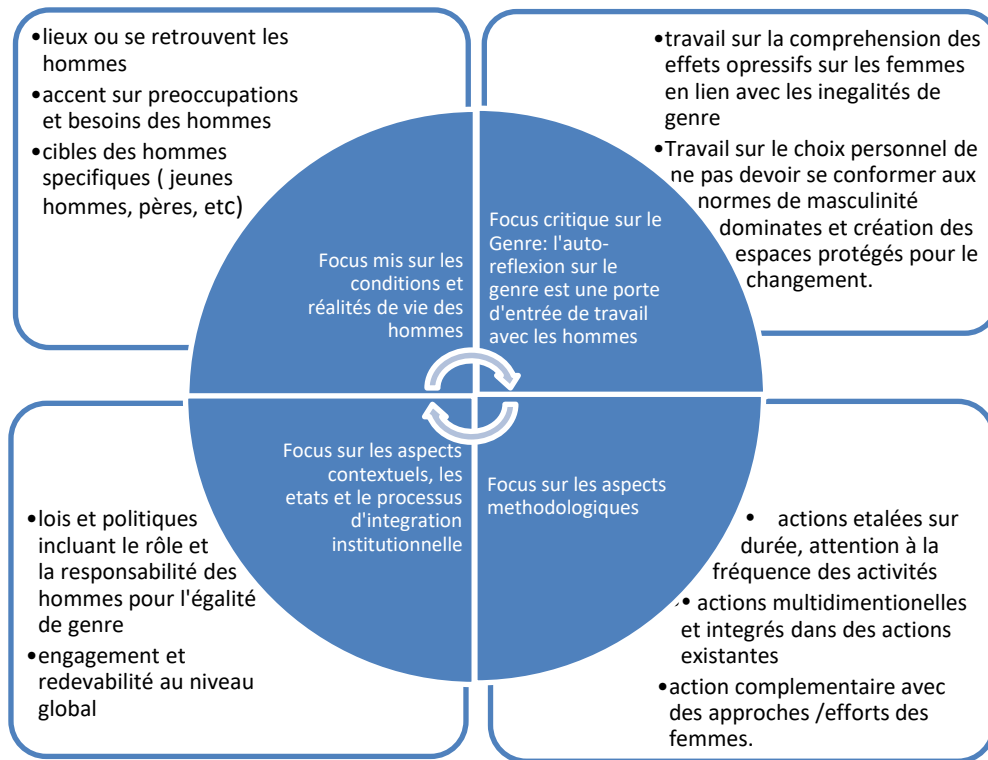 •lieux ou se retrouvent les
hommes
•accent sur preoccupations
et besoins des hommes
•cibles des hommes
specifiques ( jeunes
hommes, pères, etc)
•travail sur la comprehension des
effets opressifs sur les femmes
en lien avec les inegalités de
genre
•Travail sur le choix personnel de
ne pas devoir se conformer aux
normes de masculinité
dominates et création des
espaces protégés pour le
changement.
Focus mis sur les
conditions et
réalités de vie des
hommes
Focus critique sur le
Genre: l'auto-
reflexion sur le
genre est une porte
d'entrée de travail
avec les hommes
Focus sur les aspects
contextuels, les
etats et le processus
d'integration
institutionnelle
Focus sur les aspects
methodologiques
•lois et politiques
incluant le rôle et
la responsabilité des
hommes pour l'égalité
de genre
•engagement et
redevabilité au niveau
global
• actions etalées sur
durée, attention à la
fréquence des activités
• actions multidimentionelles
et integrés dans des actions
existantes
•action complementaire avec
des approches /efforts des
femmes.